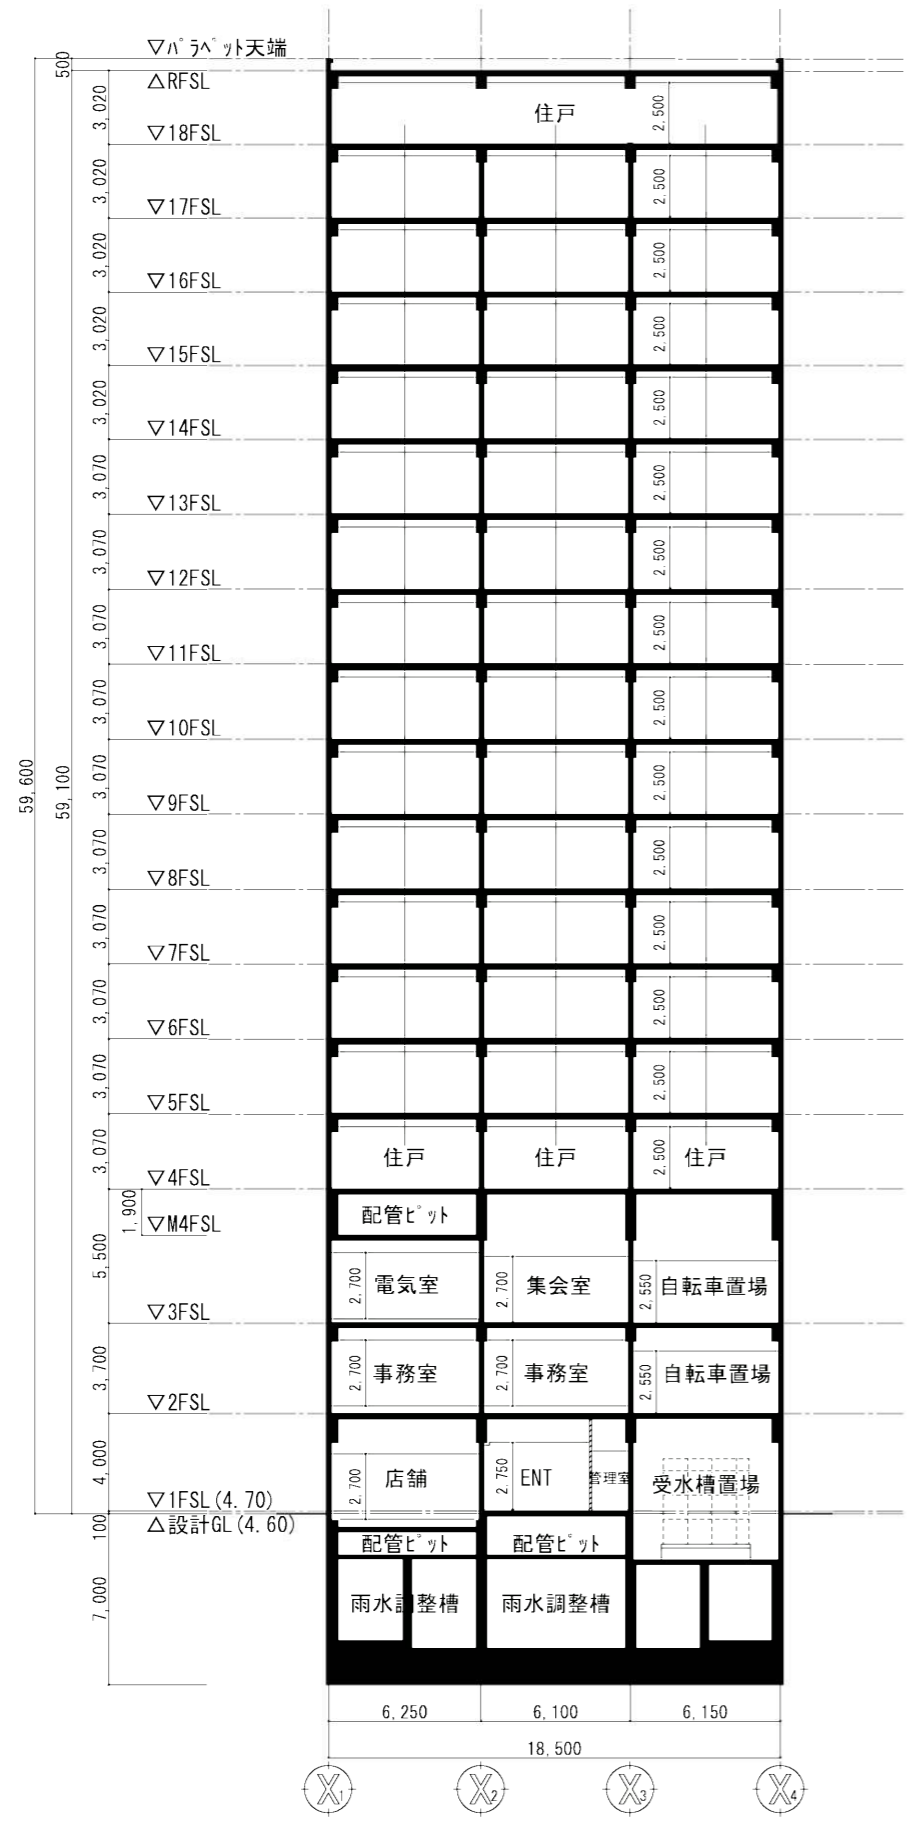 ▽パラペット天端
500
△RFSL
3,020
住戸
2,500
▽18FSL
3,020
2,500
▽17FSL
3,020
2,500
▽16FSL
3,020
2,500
▽15FSL
3,020
2,500
▽14FSL
3,070
2,500
▽13FSL
3,070
2,500
▽12FSL
3,070
2,500
▽11FSL
3,070
2,500
▽10FSL
3,070
2,500
59,600
59,100
▽9FSL
3,070
2,500
▽8FSL
3,070
2,500
▽7FSL
3,070
2,500
▽6FSL
3,070
2,500
▽5FSL
3,070
住戸
住戸
2,500
住戸
▽4FSL
1,900
配管ピット
▽M4FSL
5,500
2,700
電気室
2,700
集会室
2,550
自転車置場
▽3FSL
3,700
2,700
事務室
2,700
事務室
2,550
自転車置場
▽2FSL
4,000
2,700
店舗
2,750
ENT
管理室
受水槽置場
▽1FSL(4.70)
100
△設計GL(4.60)
配管ピット
配管ピット
7,000
雨水調整槽
雨水調整槽
6,250
6,100
6,150
18,500
X1
X2
X3
X4